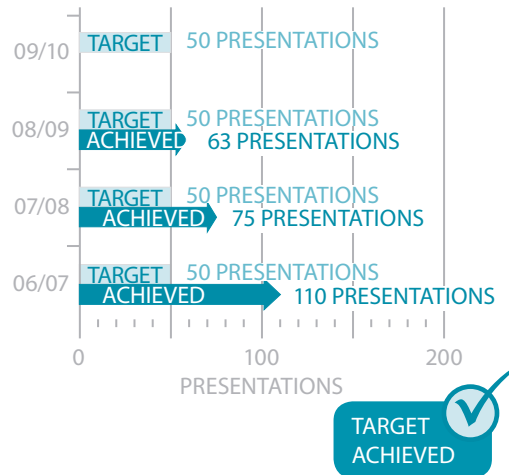 09/10 TARGET 50 PRESENTATIONS
TARGET 50 PRESENTATIONS
08/09 ACHIEVED 63 PRESENTATIONS
TARGET 50 PRESENTATIONS
07/08 ACHIEVED 75 PRESENTATIONS
TARGET 50 PRESENTATIONS
06/07 ACHIEVED 110 PRESENTATIONS
0 100 200
PRESENTATIONS
TARGET
ACHIEVED